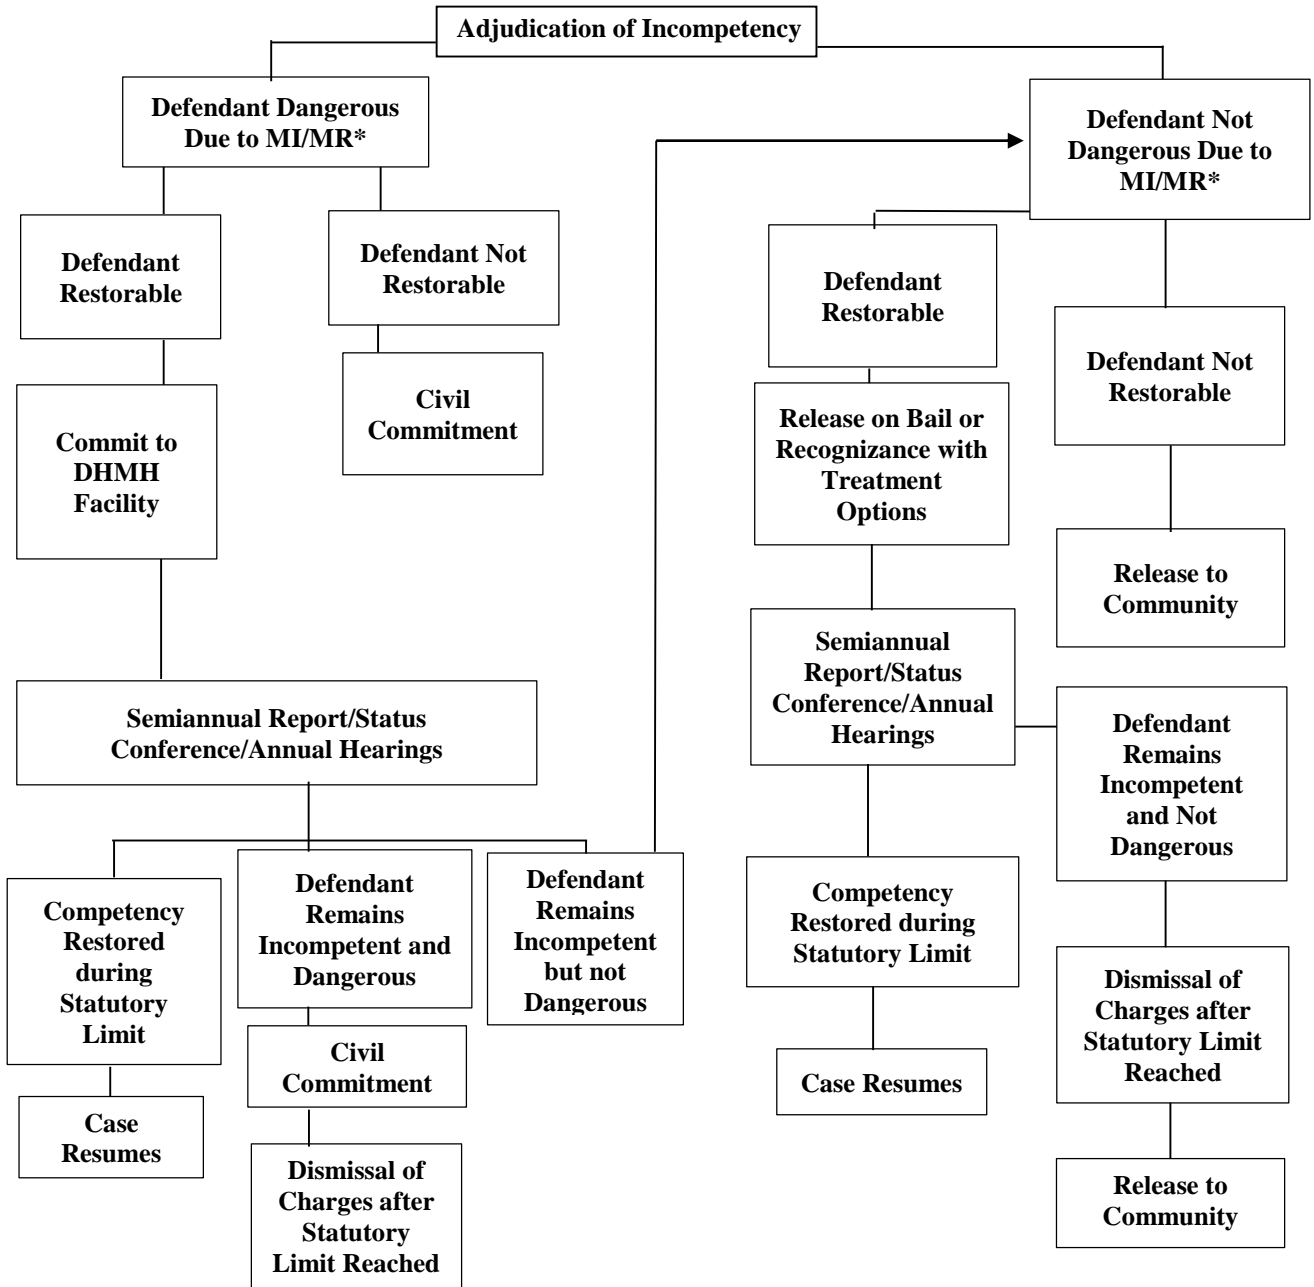 Adjudication of Incompetency
Defendant Dangerous
Due to MI/MR*
Defendant Not
Dangerous Due to
MI/MR*
Defendant
Restorable
Defendant Not
Restorable
Defendant
Restorable
Defendant Not
Restorable
Commit to
DHMH
Facility
Civil
Commitment
Release on Bail or
Recognizance with
Treatment
Options
Release to
Community
Semiannual Report/Status
Conference/Annual Hearings
Semiannual
Report/Status
Conference/Annual
Hearings
Defendant
Remains
Incompetent
and Not
Dangerous
Competency
Restored
during
Statutory
Limit
Defendant
Remains
Incompetent and
Dangerous
Defendant
Remains
Incompetent
but not
Dangerous
Competency
Restored during
Statutory Limit
Dismissal of
Charges after
Statutory Limit
Reached
Case
Resumes
Civil
Commitment
Case Resumes
Dismissal of
Charges after
Statutory
Limit Reached
Release to
Community